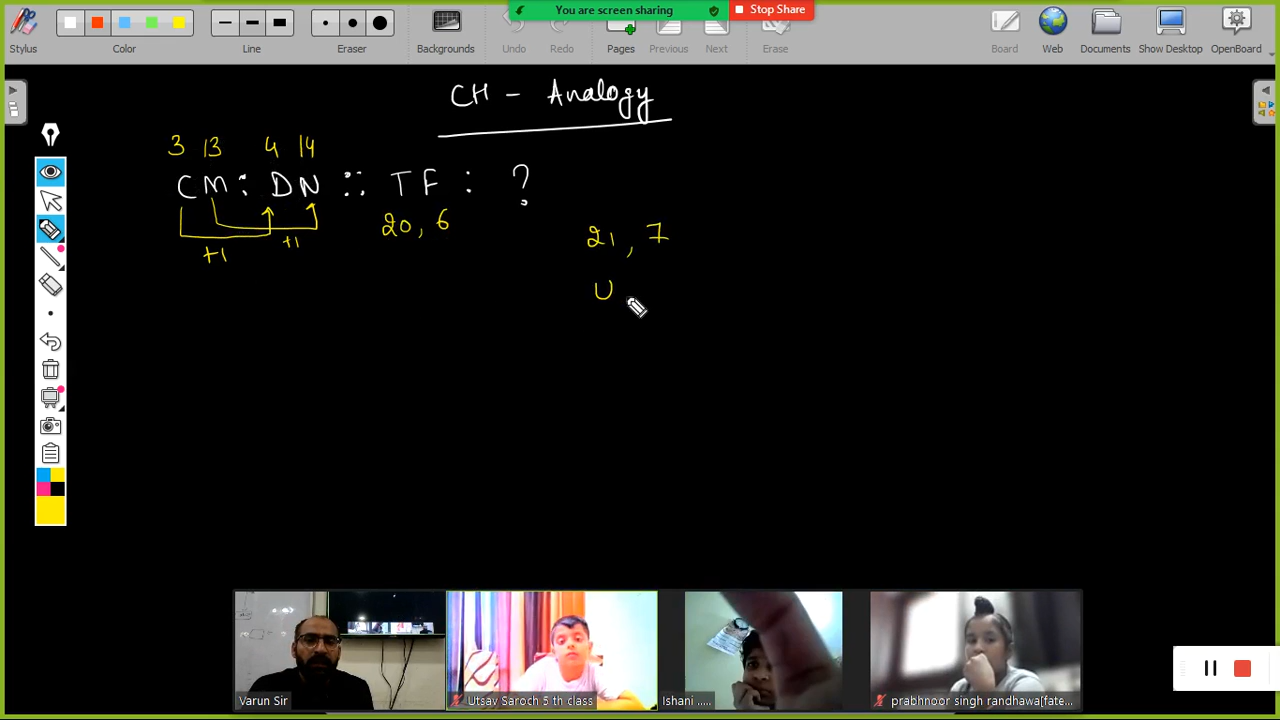 You are screen sharing
Stop Share
Stylus
Color
Line
Eraser
Backgrounds
Undo
Redo
Pages
Previous
Next
Erase
Board
Web
Documents
Show Desktop
OpenBoard
CH - Analogy
3 13 4 14
CM : DN :: TF : ?
20, 6
+1 +1
21, 7
U
Varun Sir
Utsav Saroch 5 th class
Ishani .....
prabhnoor singh randhawa[fate...